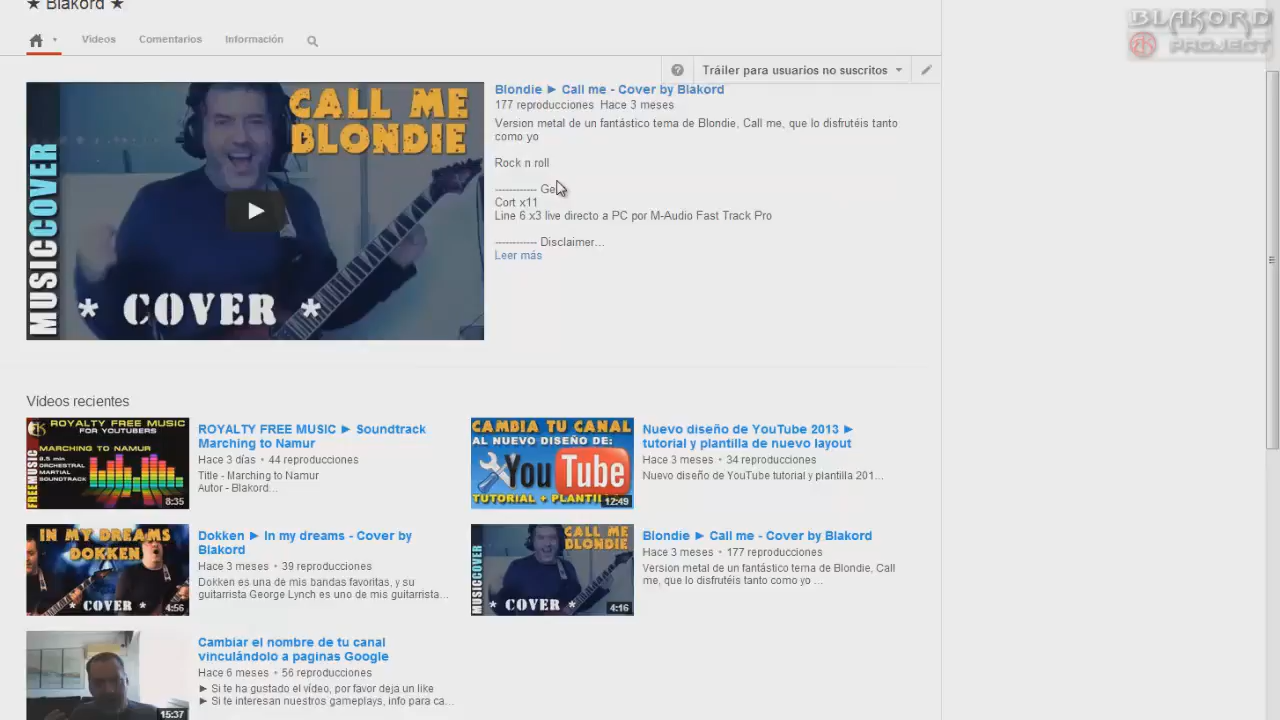 ★ Blakord ★
BLAKORD
PROJECT
Vídeos
Comentarios
Información
Tráiler para usuarios no suscritos
CALL ME
BLONDIE
MUSICCOVER
* COVER *
Blondie ► Call me - Cover by Blakord
177 reproducciones Hace 3 meses
Version metal de un fantástico tema de Blondie, Call me, que lo disfrutéis tanto
como yo
Rock n roll
------------ Ge
Cort x11
Line 6 x3 live directo a PC por M-Audio Fast Track Pro
------------ Disclaimer...
Leer más
Vídeos recientes
ROYALTY FREE MUSIC
FOR YOUTUBERS
MARCHING TO NAMUR
8.5 min
ORCHESTRAL
MARTIAL
SOUNDTRACK
FREEMUSIC
8:35
ROYALTY FREE MUSIC ► Soundtrack
Marching to Namur
Hace 3 días • 44 reproducciones
Title - Marching to Namur
Autor - Blakord...
CAMBIA TU CANAL
AL NUEVO DISEÑO DE:
YouTube
TUTORIAL + PLANTI
12:49
Nuevo diseño de YouTube 2013 ►
tutorial y plantilla de nuevo layout
Hace 3 meses • 34 reproducciones
Nuevo diseño de YouTube tutorial y plantilla 201...
IN MY DREAMS
DOKKEN
* COVER *
4:56
Dokken ► In my dreams - Cover by
Blakord
Hace 3 meses • 39 reproducciones
Dokken es una de mis bandas favoritas, y su
guitarrista George Lynch es uno de mis guitarrista...
CALL ME
BLONDIE
MUSICCOVER
* COVER *
4:16
Blondie ► Call me - Cover by Blakord
Hace 3 meses • 177 reproducciones
Version metal de un fantástico tema de Blondie, Call
me, que lo disfrutéis tanto como yo ...
15:37
Cambiar el nombre de tu canal
vinculándolo a paginas Google
Hace 6 meses • 56 reproducciones
► Si te ha gustado el vídeo, por favor deja un like
► Si te interesan nuestros gameplays, info para ca...